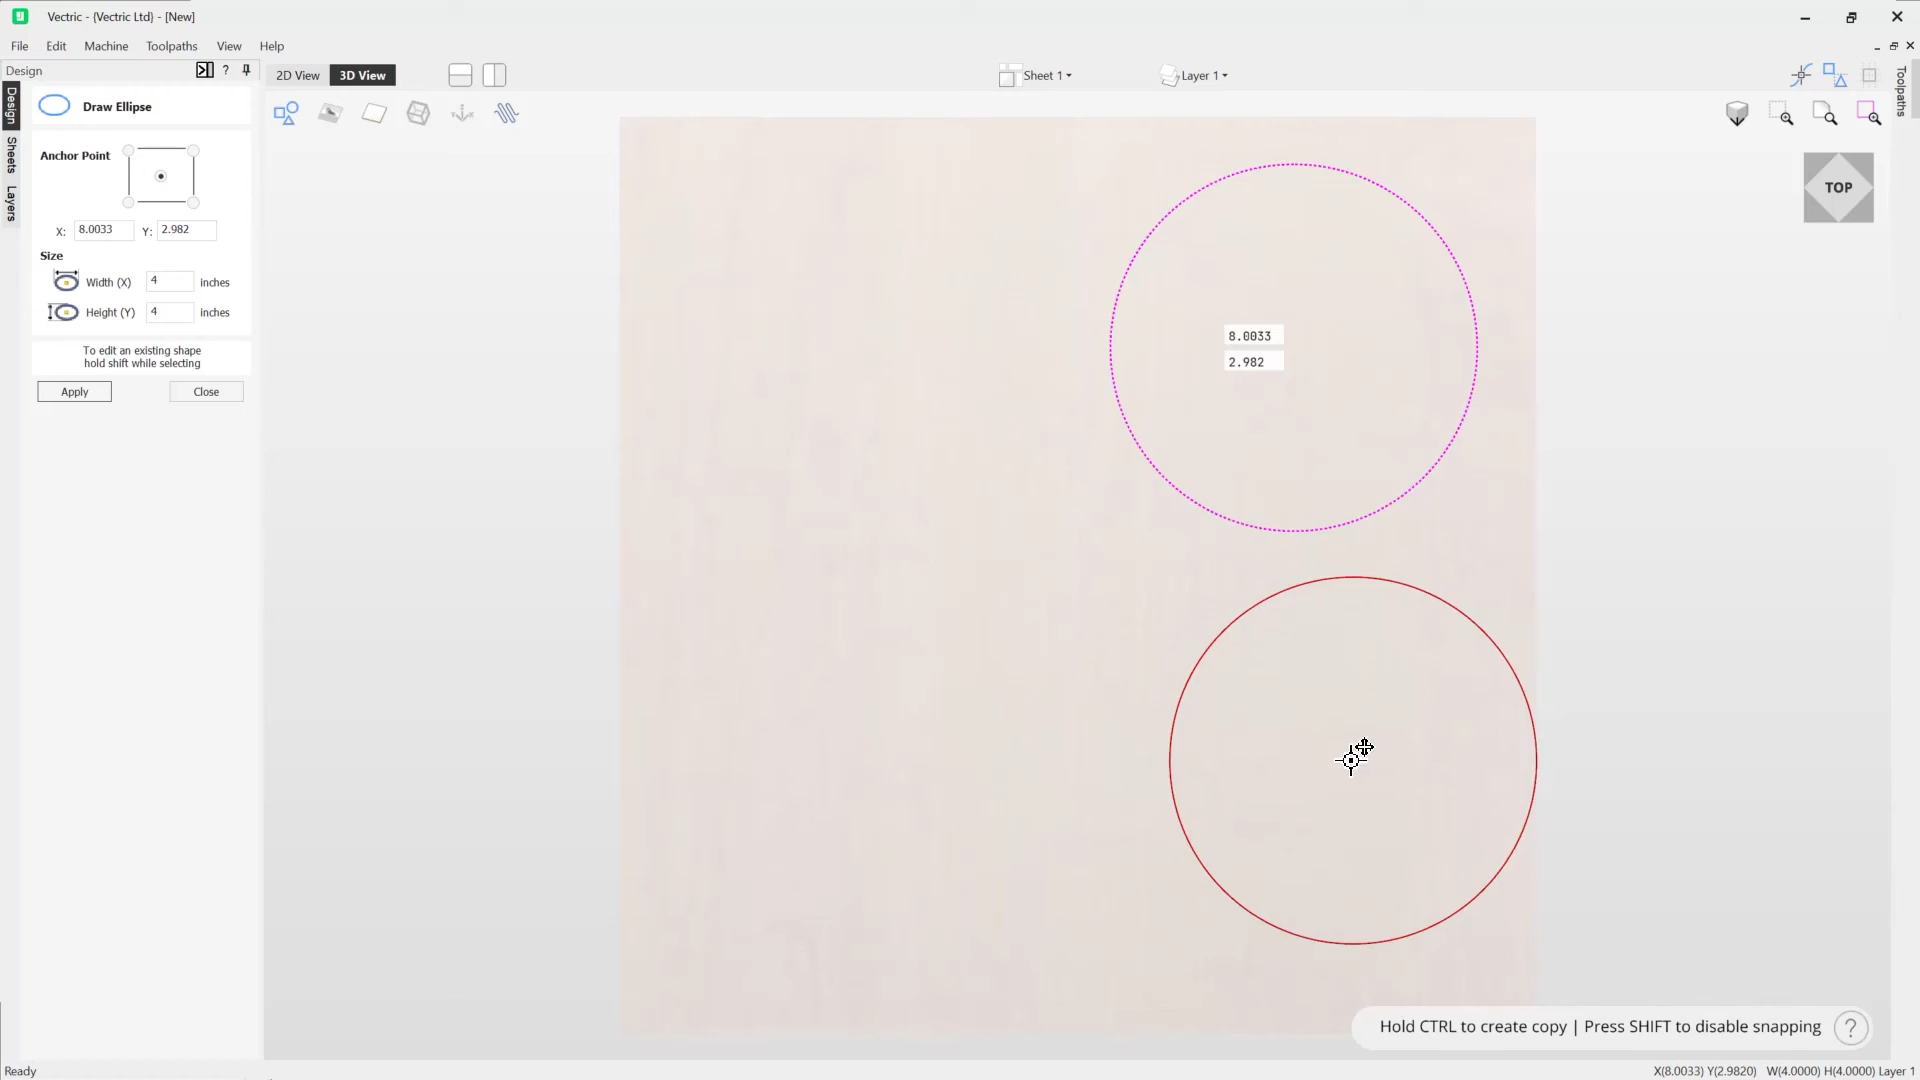 Vectric - {Vectric Ltd} - [New]
File Edit Machine Toolpaths View Help
Design ?
2D View 3D View Sheet 1 Layer 1
Design
Sheets
Layers
Toolpaths
Draw Ellipse
Anchor Point
X: 8.0033 Y: 2.982
Size
Width (X) 4 inches
Height (Y) 4 inches
To edit an existing shape
hold shift while selecting
Apply Close
TOP
8.0033
2.982
Hold CTRL to create copy | Press SHIFT to disable snapping ?
Ready X(8.0033) Y(2.9820) W(4.0000) H(4.0000) Layer 1